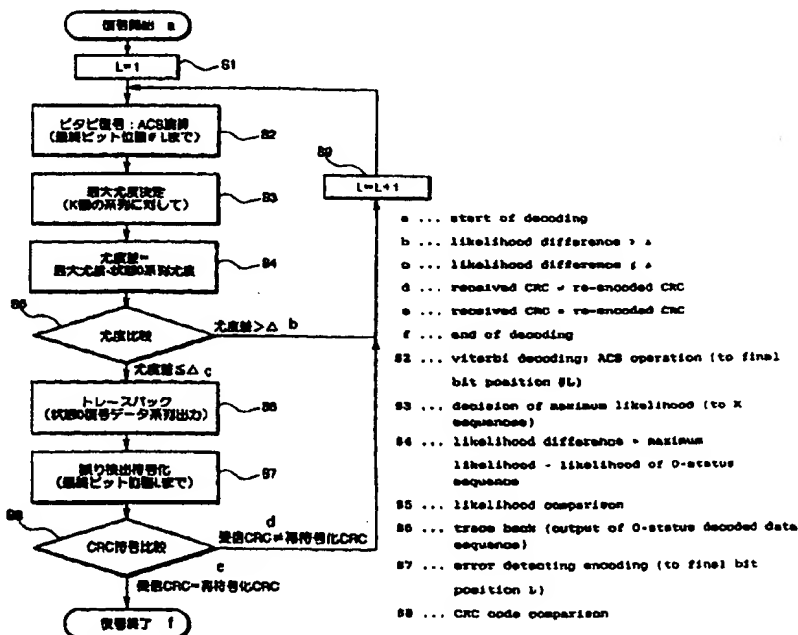 復号開始 a
L=1
S1
ビタビ復号:ACS演算
(最終ビット位置#Lまで)
S2
最大尤度決定
(K個の系列に対して)
S3
尤度差=
最大尤度-状態0系列尤度
S4
S5
尤度比較
尤度差>△ b
尤度差≦△ c
トレースバック
(状態0復号データ系列出力)
S6
誤り検出符号化
(最終ビット位置Lまで)
S7
S8
CRC符号比較
d
受信CRC≠再符号化CRC
e
受信CRC=再符号化CRC
復号終了 f
S9
L=L+1
a ... start of decoding
b ... likelihood difference > △
c ... likelihood difference ≦ △
d ... received CRC ≠ re-encoded CRC
e ... received CRC = re-encoded CRC
f ... end of decoding
S2 ... viterbi decoding: ACS operation (to final
bit position #L)
S3 ... decision of maximum likelihood (to K
sequences)
S4 ... likelihood difference = maximum
likelihood - likelihood of 0-status
sequence
S5 ... likelihood comparison
S6 ... trace back (output of 0-status decoded data
sequence)
S7 ... error detecting encoding (to final bit
position L)
S8 ... CRC code comparison